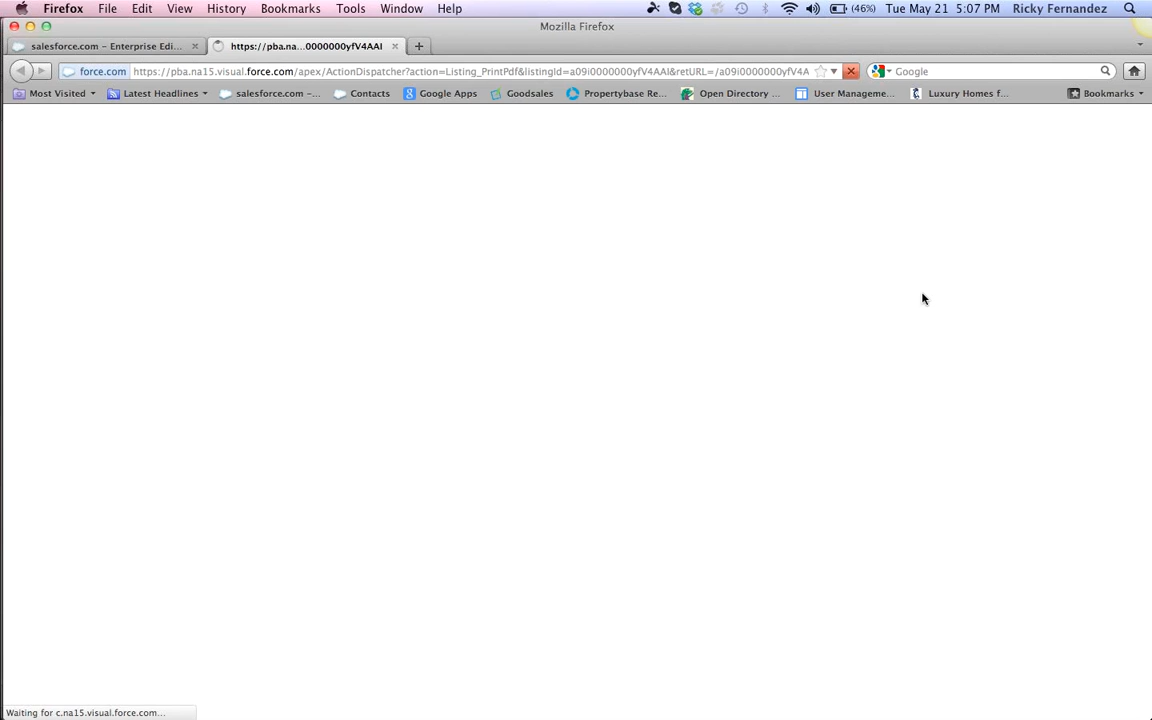 Firefox File Edit View History Bookmarks Tools Window Help (46%) Tue May 21 5:07 PM Ricky Fernandez
Mozilla Firefox
salesforce.com – Enterprise Edi... × https://pba.na...0000000yfV4AAI × +
force.com https://pba.na15.visual.force.com/apex/ActionDispatcher?action=Listing_PrintPdf&listingId=a09i0000000yfV4AAI&retURL=/a09i0000000yfV4A Google
Most Visited Latest Headlines salesforce.com –... Contacts Google Apps Goodsales Propertybase Re... Open Directory ... User Manageme... Luxury Homes f... Bookmarks
Waiting for c.na15.visual.force.com...